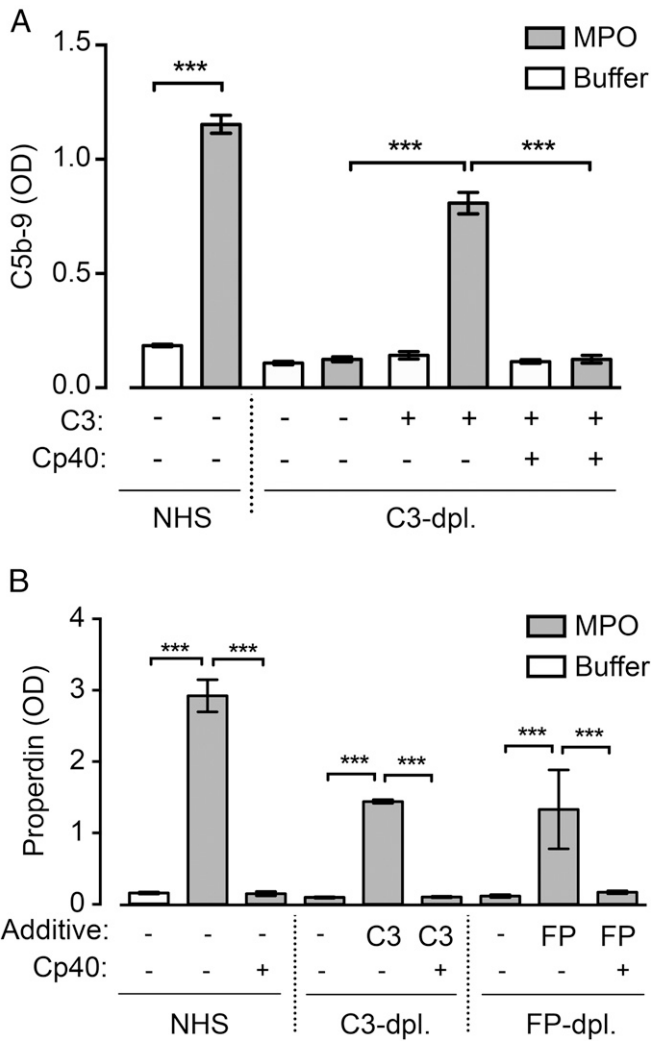 A
MPO
Buffer
C5b-9 (OD)
1.5
1.0
0.5
0.0
***
***
***
C3: - - - - + + + +
Cp40: - - - - - - + +
NHS C3-dpl.
B
MPO
Buffer
Properdin (OD)
4
3
2
1
0
*** ***
*** ***
*** ***
Additive: - - - - C3 C3 - FP FP
Cp40: - - + - - + - - +
NHS C3-dpl. FP-dpl.